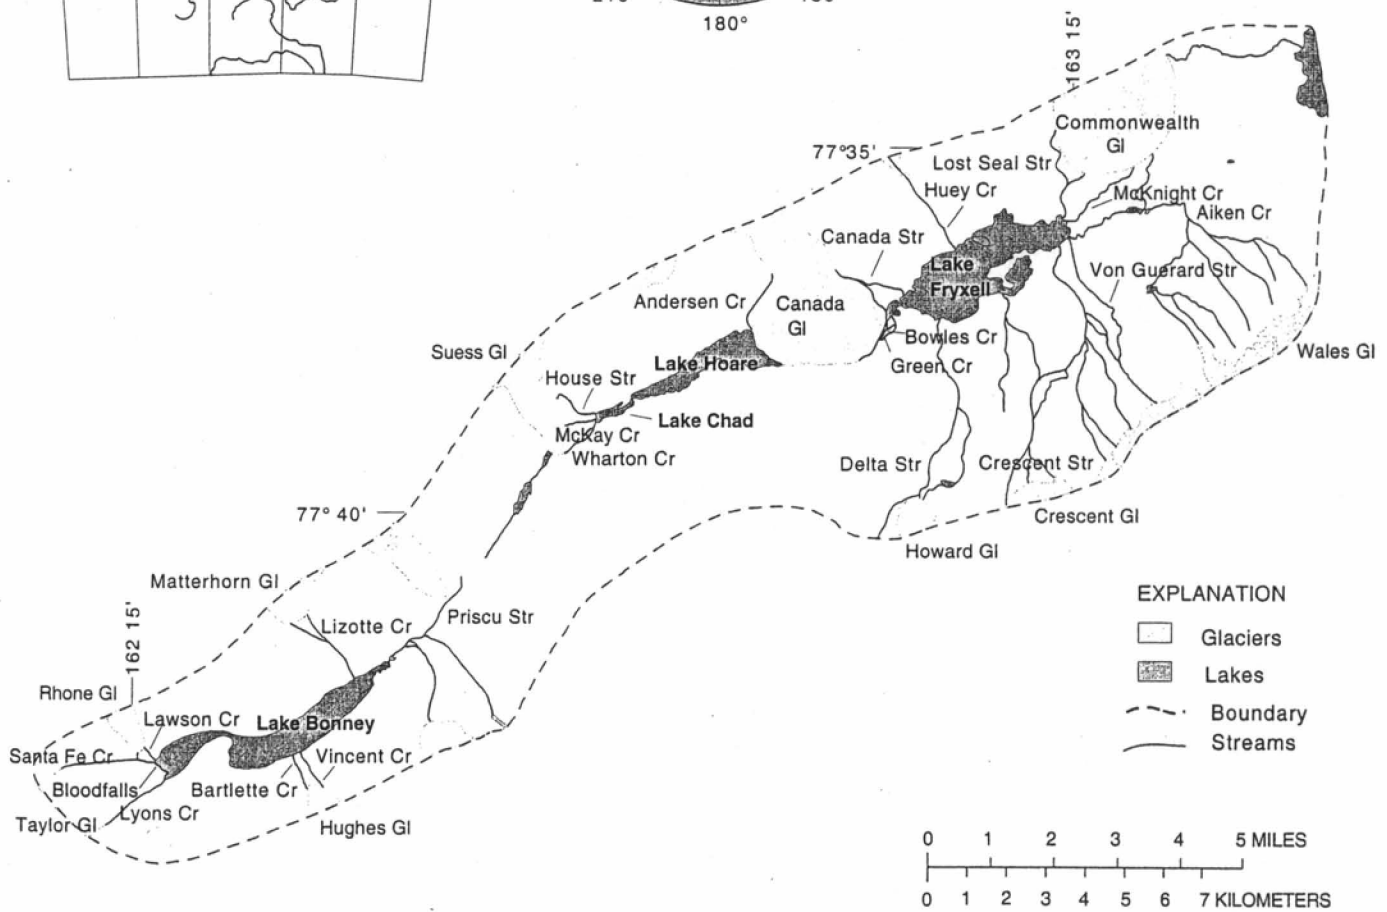 180°
163 15'
Commonwealth
Gl
77°35'
Lost Seal Str
Huey Cr
McKnight Cr
Aiken Cr
Canada Str
Lake
Fryxell
Von Guerard Str
Andersen Cr
Canada
Gl
Bowles Cr
Green Cr
Wales Gl
Suess Gl
Lake Hoare
House Str
Lake Chad
McKay Cr
Wharton Cr
Delta Str
Crescent Str
77° 40'
Crescent Gl
Howard Gl
Matterhorn Gl
162 15'
Lizotte Cr
Priscu Str
Rhone Gl
Lawson Cr
Lake Bonney
Santa Fe Cr
Vincent Cr
Bloodfalls
Bartlette Cr
Lyons Cr
Taylor Gl
Hughes Gl
EXPLANATION
Glaciers
Lakes
Boundary
Streams
0 1 2 3 4 5 MILES
0 1 2 3 4 5 6 7 KILOMETERS